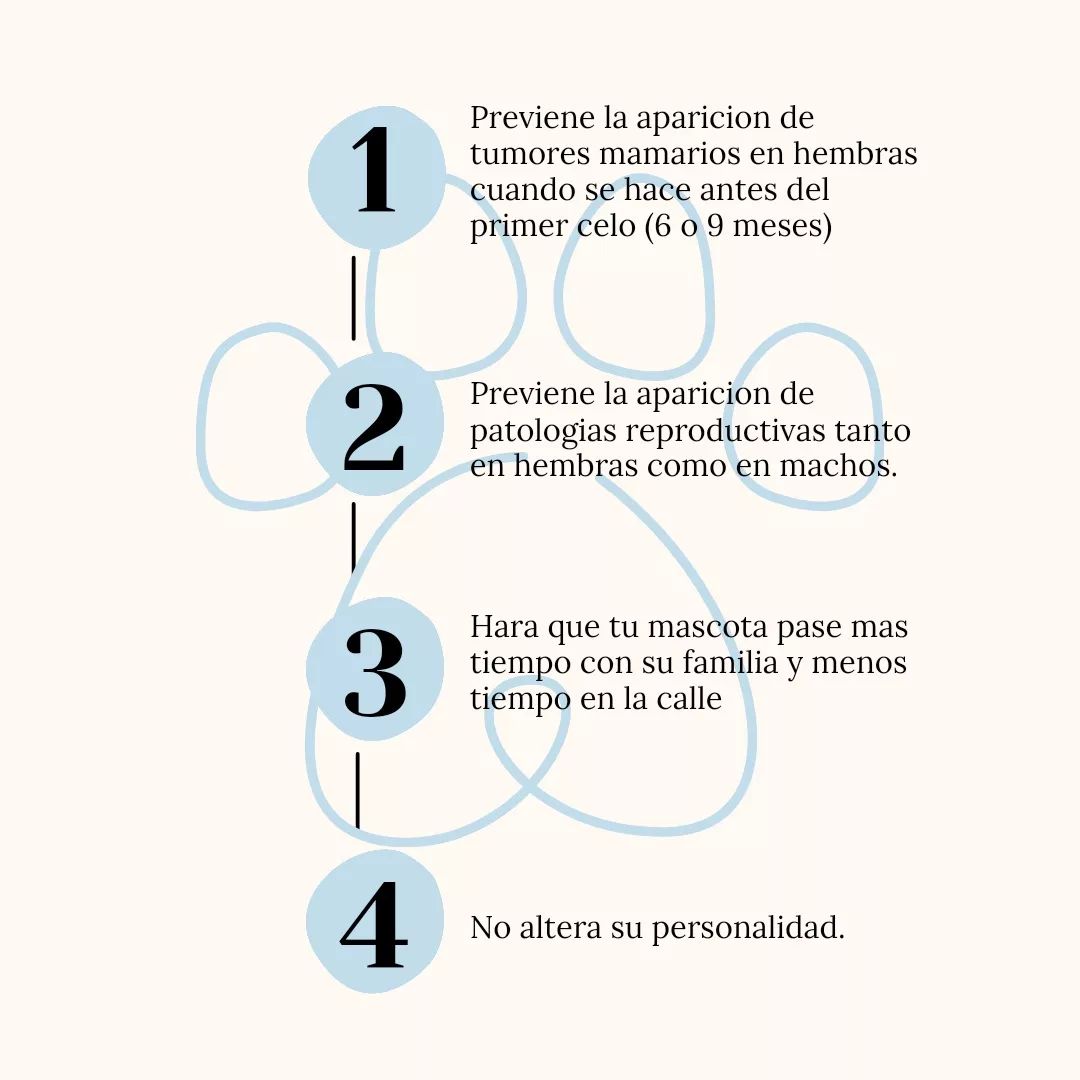 1
Previene la aparicion de
tumores mamarios en hembras
cuando se hace antes del
primer celo (6 o 9 meses)
2
Previene la aparicion de
patologias reproductivas tanto
en hembras como en machos.
3
Hara que tu mascota pase mas
tiempo con su familia y menos
tiempo en la calle
4
No altera su personalidad.